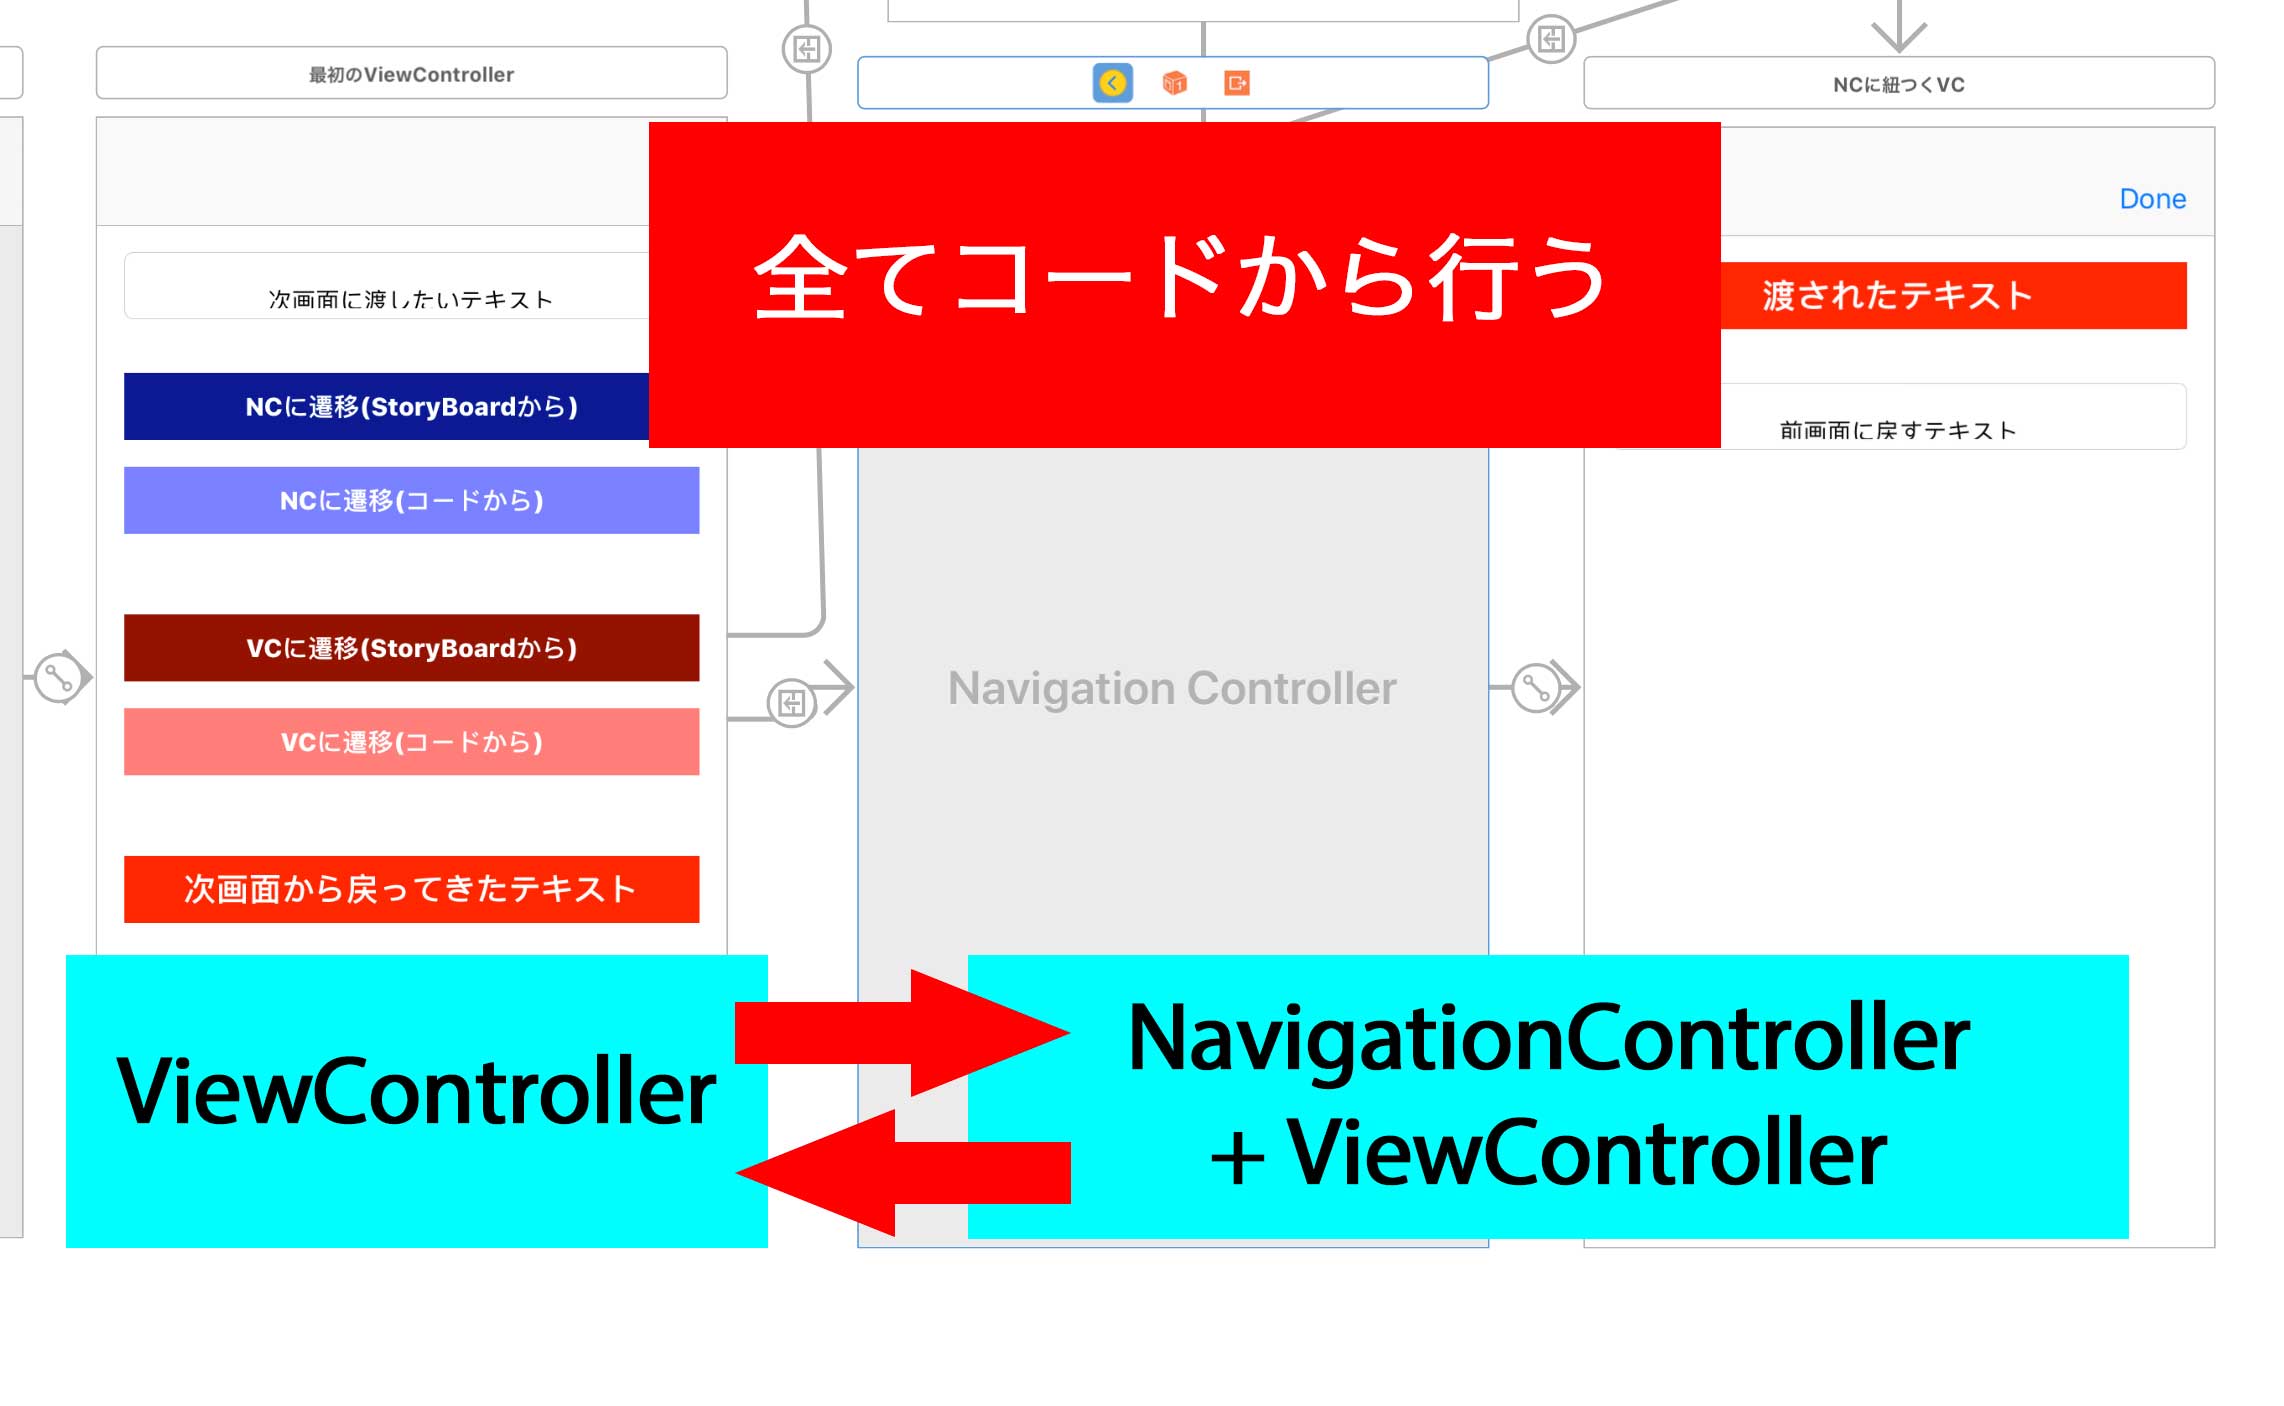 最初のViewController
NCに紐つくVC
Done
全てコードから行う
次画面に渡したいテキスト
渡されたテキスト
NCに遷移(StoryBoardから)
前画面に戻すテキスト
NCに遷移(コードから)
VCに遷移(StoryBoardから)
Navigation Controller
VCに遷移(コードから)
次画面から戻ってきたテキスト
ViewController
NavigationController
+ ViewController